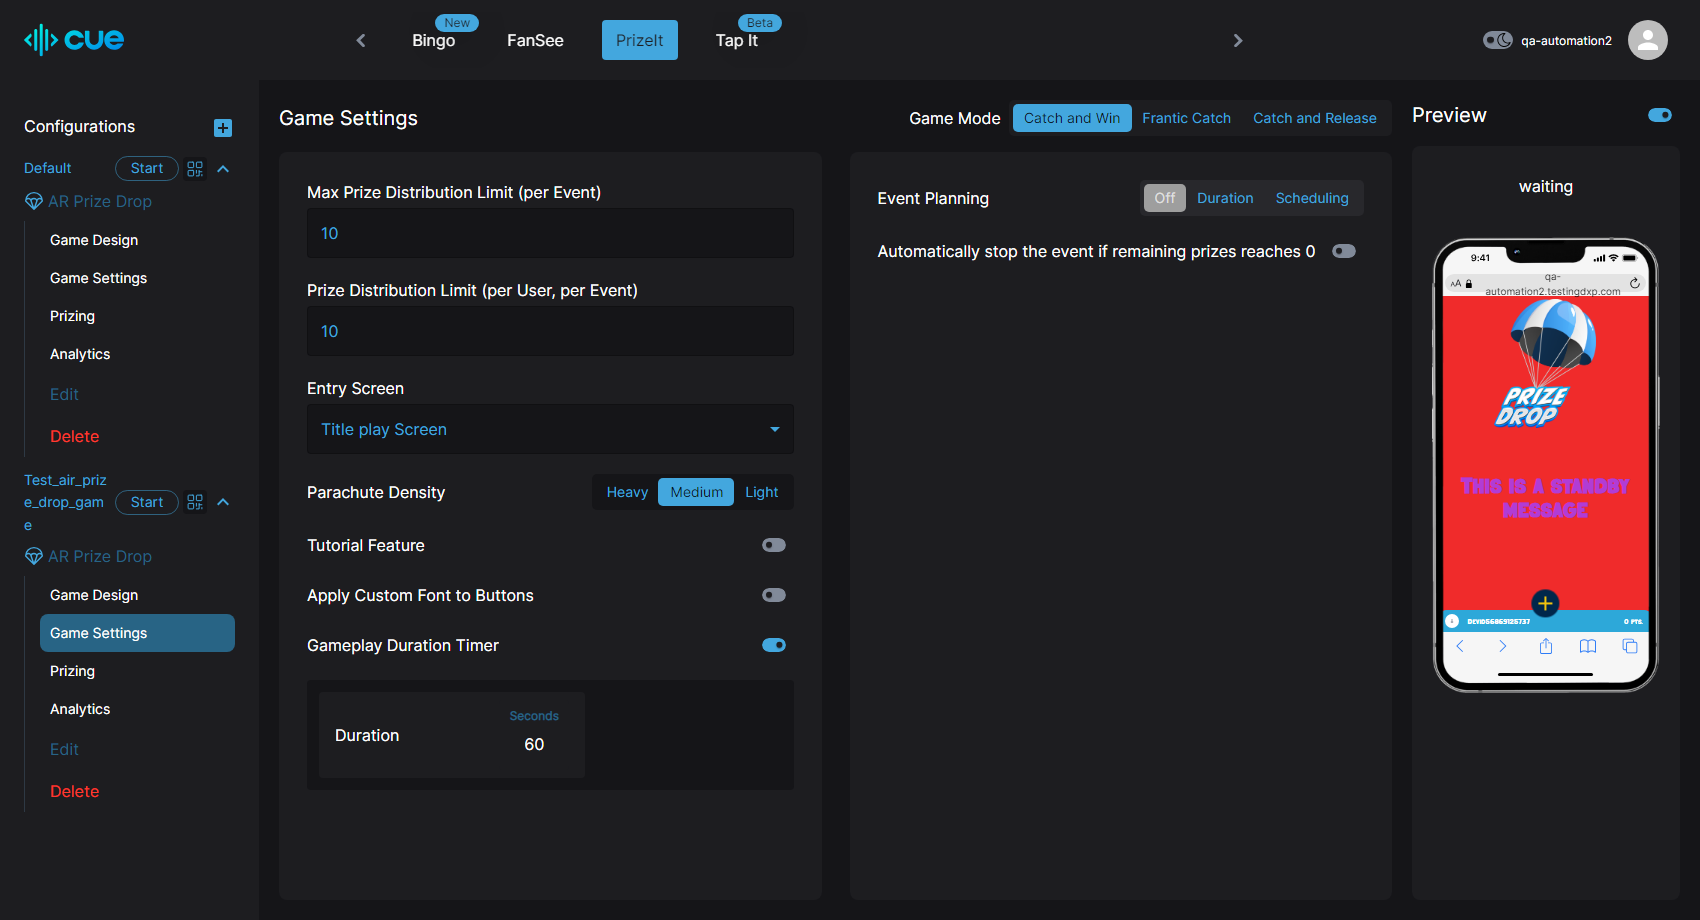 cue
New
Bingo
FanSee
PrizeIt
Beta
Tap It
qa-automation2
Configurations
Default
Start
AR Prize Drop
Game Design
Game Settings
Prizing
Analytics
Edit
Delete
Test_air_priz
e_drop_gam
e
Start
AR Prize Drop
Game Design
Game Settings
Prizing
Analytics
Edit
Delete
Game Settings
Game Mode
Catch and Win
Frantic Catch
Catch and Release
Max Prize Distribution Limit (per Event)
10
Prize Distribution Limit (per User, per Event)
10
Entry Screen
Title play Screen
Parachute Density
Heavy
Medium
Light
Tutorial Feature
Apply Custom Font to Buttons
Gameplay Duration Timer
Duration
Seconds
60
Event Planning
Off
Duration
Scheduling
Automatically stop the event if remaining prizes reaches 0
Preview
waiting
9:41
AA
qa-
automation2.testingdxp.com
PRIZE
DROP
THIS IS A STANDBY
MESSAGE
0 PTS.